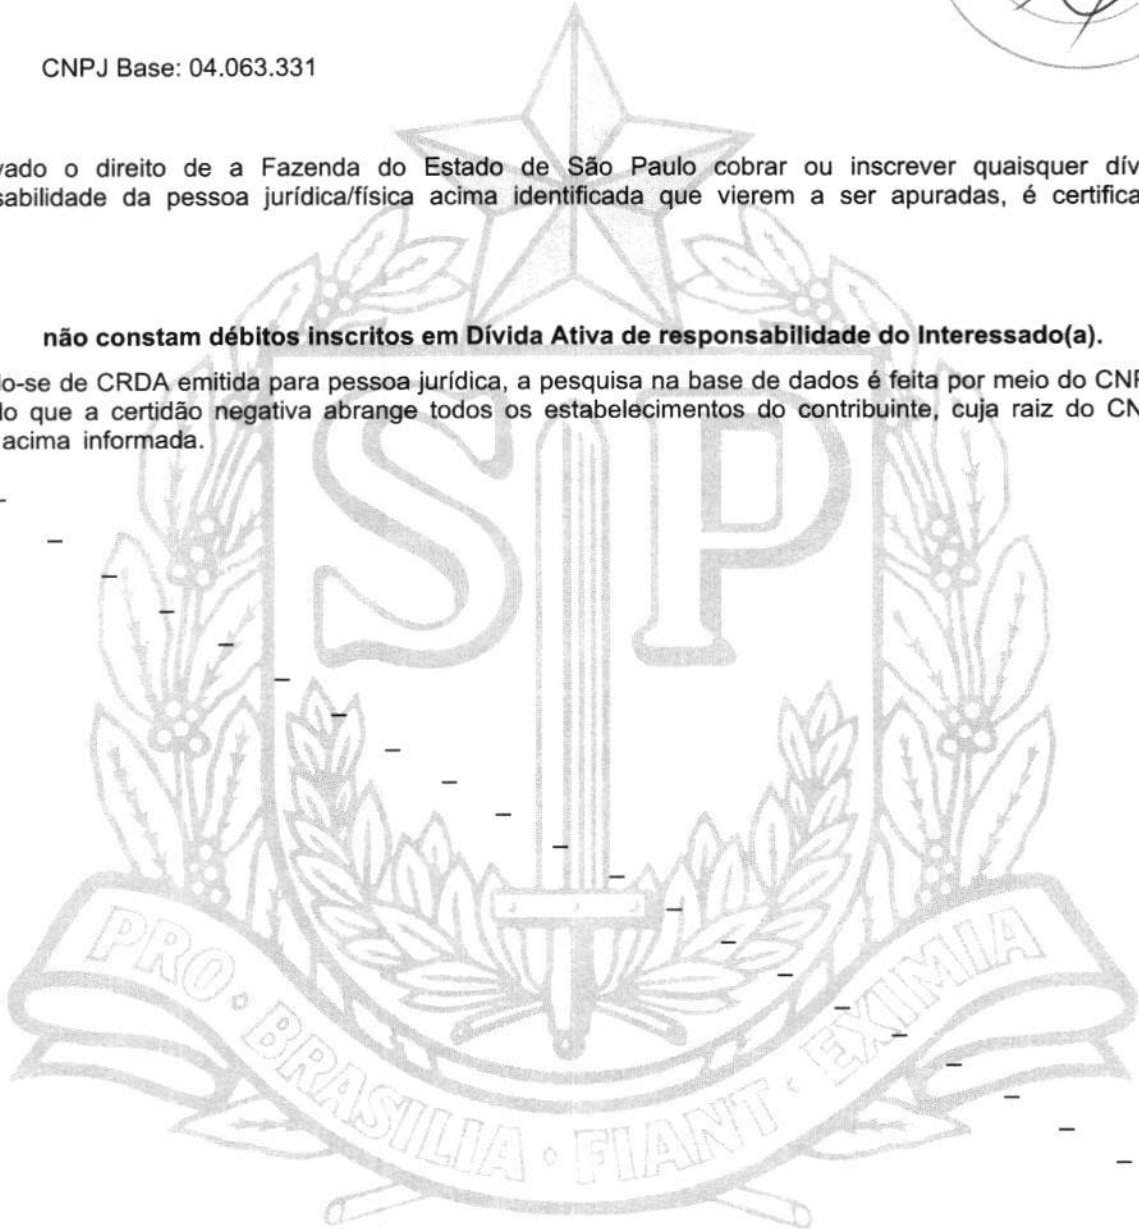 CNPJ Base: 04.063.331
vado o direito de a Fazenda do Estado de São Paulo cobrar ou inscrever quaisquer dív
sabilidade da pessoa jurídica/física acima identificada que vierem a ser apuradas, é certifica
não constam débitos inscritos em Dívida Ativa de responsabilidade do Interessado(a).
do-se de CRDA emitida para pessoa jurídica, a pesquisa na base de dados é feita por meio do CNP
do que a certidão negativa abrange todos os estabelecimentos do contribuinte, cuja raiz do CN
acima informada.
SP
PRO · BRASILIA · FIANT · EXIMIA